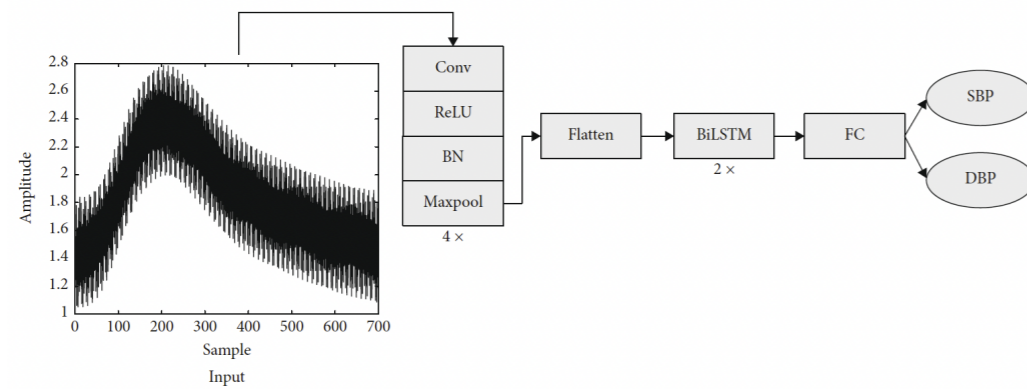 2.8
2.6
2.4
2.2
2
1.8
1.6
1.4
1.2
1
Amplitude
0 100 200 300 400 500 600 700
Sample
Input
Conv
ReLU
BN
Maxpool
4 ×
Flatten
BiLSTM
2 ×
FC
SBP
DBP